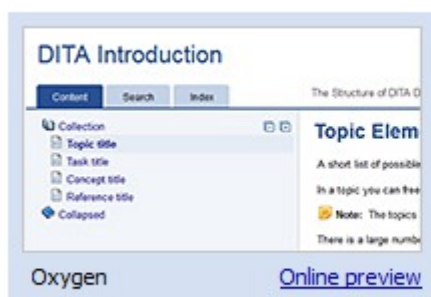 DITA Introduction
Content Search Index
The Structure of DITA D
Collection
Topic title
Task title
Concept title
Reference title
Collapsed
Topic Elem
A short list of possible
In a topic you can free
Note: The topics
There is a large numbe
Oxygen
Online preview